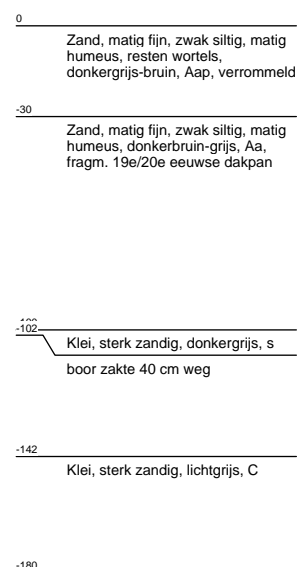 0
Zand, matig fijn, zwak siltig, matig
humeus, resten wortels,
donkergrijs-bruin, Aap, verrommeld
-30
Zand, matig fijn, zwak siltig, matig
humeus, donkerbruin-grijs, Aa,
fragm. 19e/20e eeuwse dakpan
-100
-102
Klei, sterk zandig, donkergrijs, s
boor zakte 40 cm weg
-142
Klei, sterk zandig, lichtgrijs, C
-180